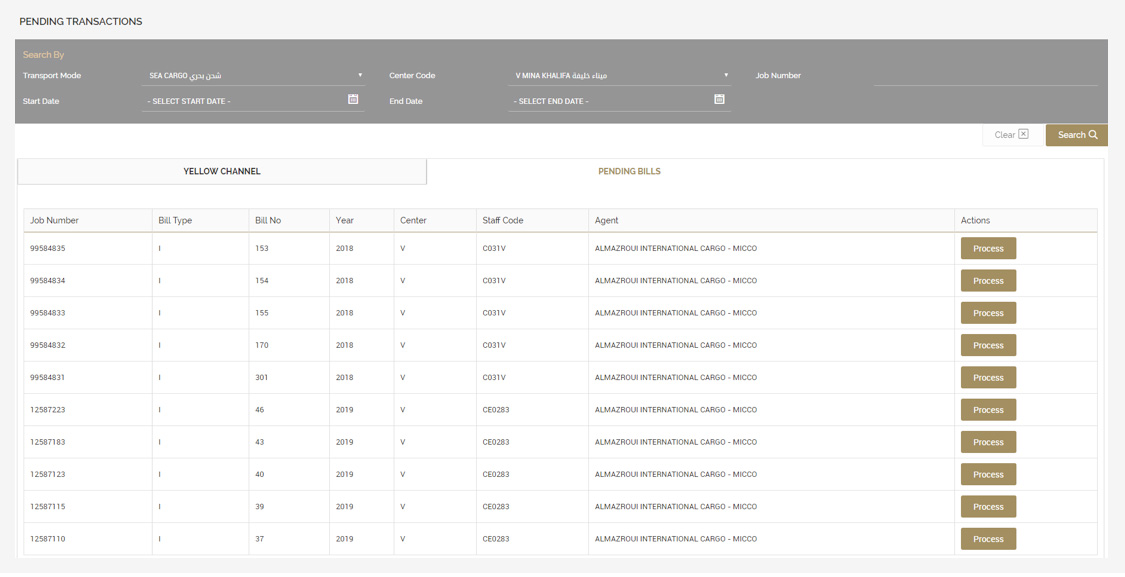 PENDING TRANSACTIONS
Search By
Transport Mode SEA CARGO شحن بحري Center Code V MINA KHALIFA ميناء خليفة Job Number
Start Date - SELECT START DATE - End Date - SELECT END DATE -
Clear Search
YELLOW CHANNEL PENDING BILLS
Job Number Bill Type Bill No Year Center Staff Code Agent Actions
99584835 I 153 2018 V C031V ALMAZROUI INTERNATIONAL CARGO - MICCO Process
99584834 I 154 2018 V C031V ALMAZROUI INTERNATIONAL CARGO - MICCO Process
99584833 I 155 2018 V C031V ALMAZROUI INTERNATIONAL CARGO - MICCO Process
99584832 I 170 2018 V C031V ALMAZROUI INTERNATIONAL CARGO - MICCO Process
99584831 I 301 2018 V C031V ALMAZROUI INTERNATIONAL CARGO - MICCO Process
12587223 I 46 2019 V CE0283 ALMAZROUI INTERNATIONAL CARGO - MICCO Process
12587183 I 43 2019 V CE0283 ALMAZROUI INTERNATIONAL CARGO - MICCO Process
12587123 I 40 2019 V CE0283 ALMAZROUI INTERNATIONAL CARGO - MICCO Process
12587115 I 39 2019 V CE0283 ALMAZROUI INTERNATIONAL CARGO - MICCO Process
12587110 I 37 2019 V CE0283 ALMAZROUI INTERNATIONAL CARGO - MICCO Process